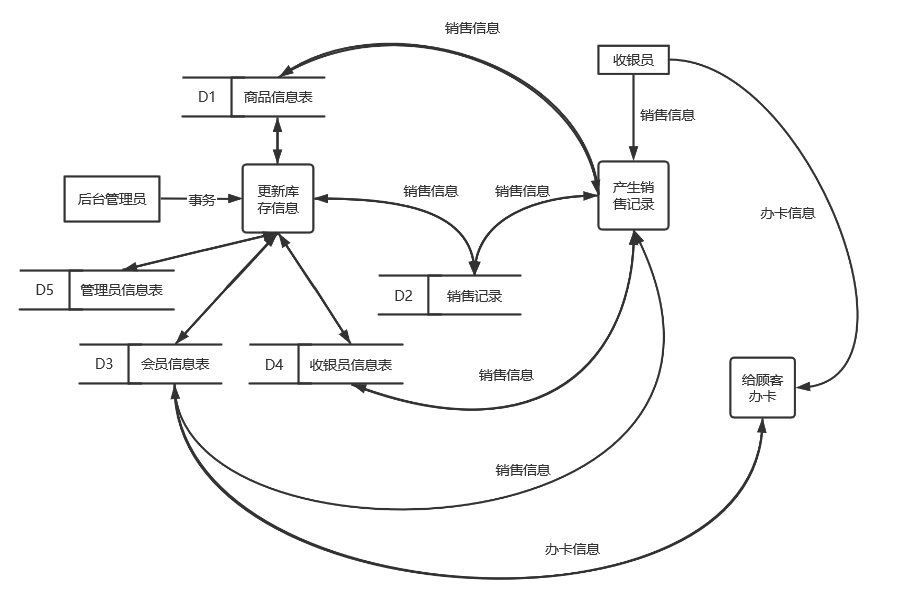 销售信息
收银员
D1
商品信息表
销售信息
后台管理员
事务
更新库
存信息
销售信息
销售信息
产生销
售记录
办卡信息
D5
管理员信息表
D2
销售记录
D3
会员信息表
D4
收银员信息表
销售信息
给顾客
办卡
销售信息
办卡信息